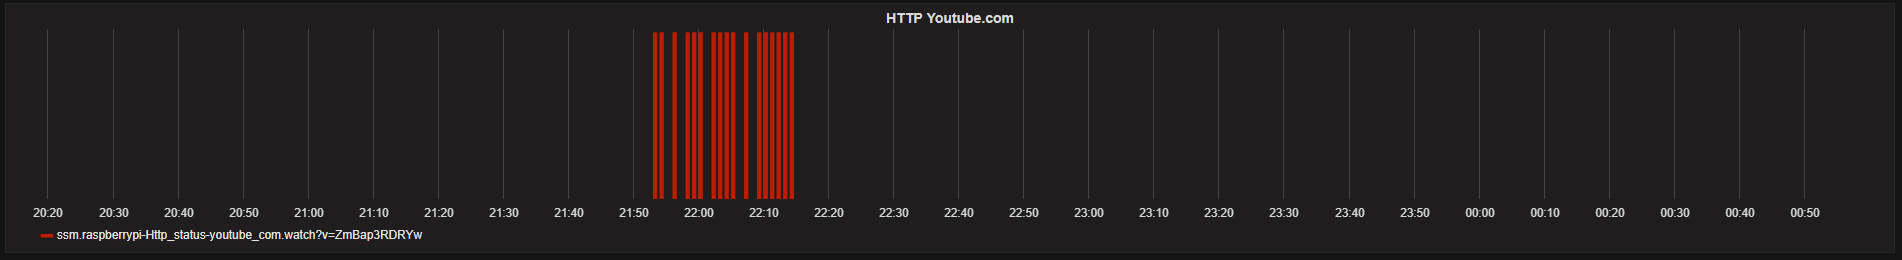 HTTP Youtube.com
20:20 20:30 20:40 20:50 21:00 21:10 21:20 21:30 21:40 21:50 22:00 22:10 22:20 22:30 22:40 22:50 23:00 23:10 23:20 23:30 23:40 23:50 00:00 00:10 00:20 00:30 00:40 00:50
ssm.raspberrypi-Http_status-youtube_com.watch?v=ZmBap3RDRYw